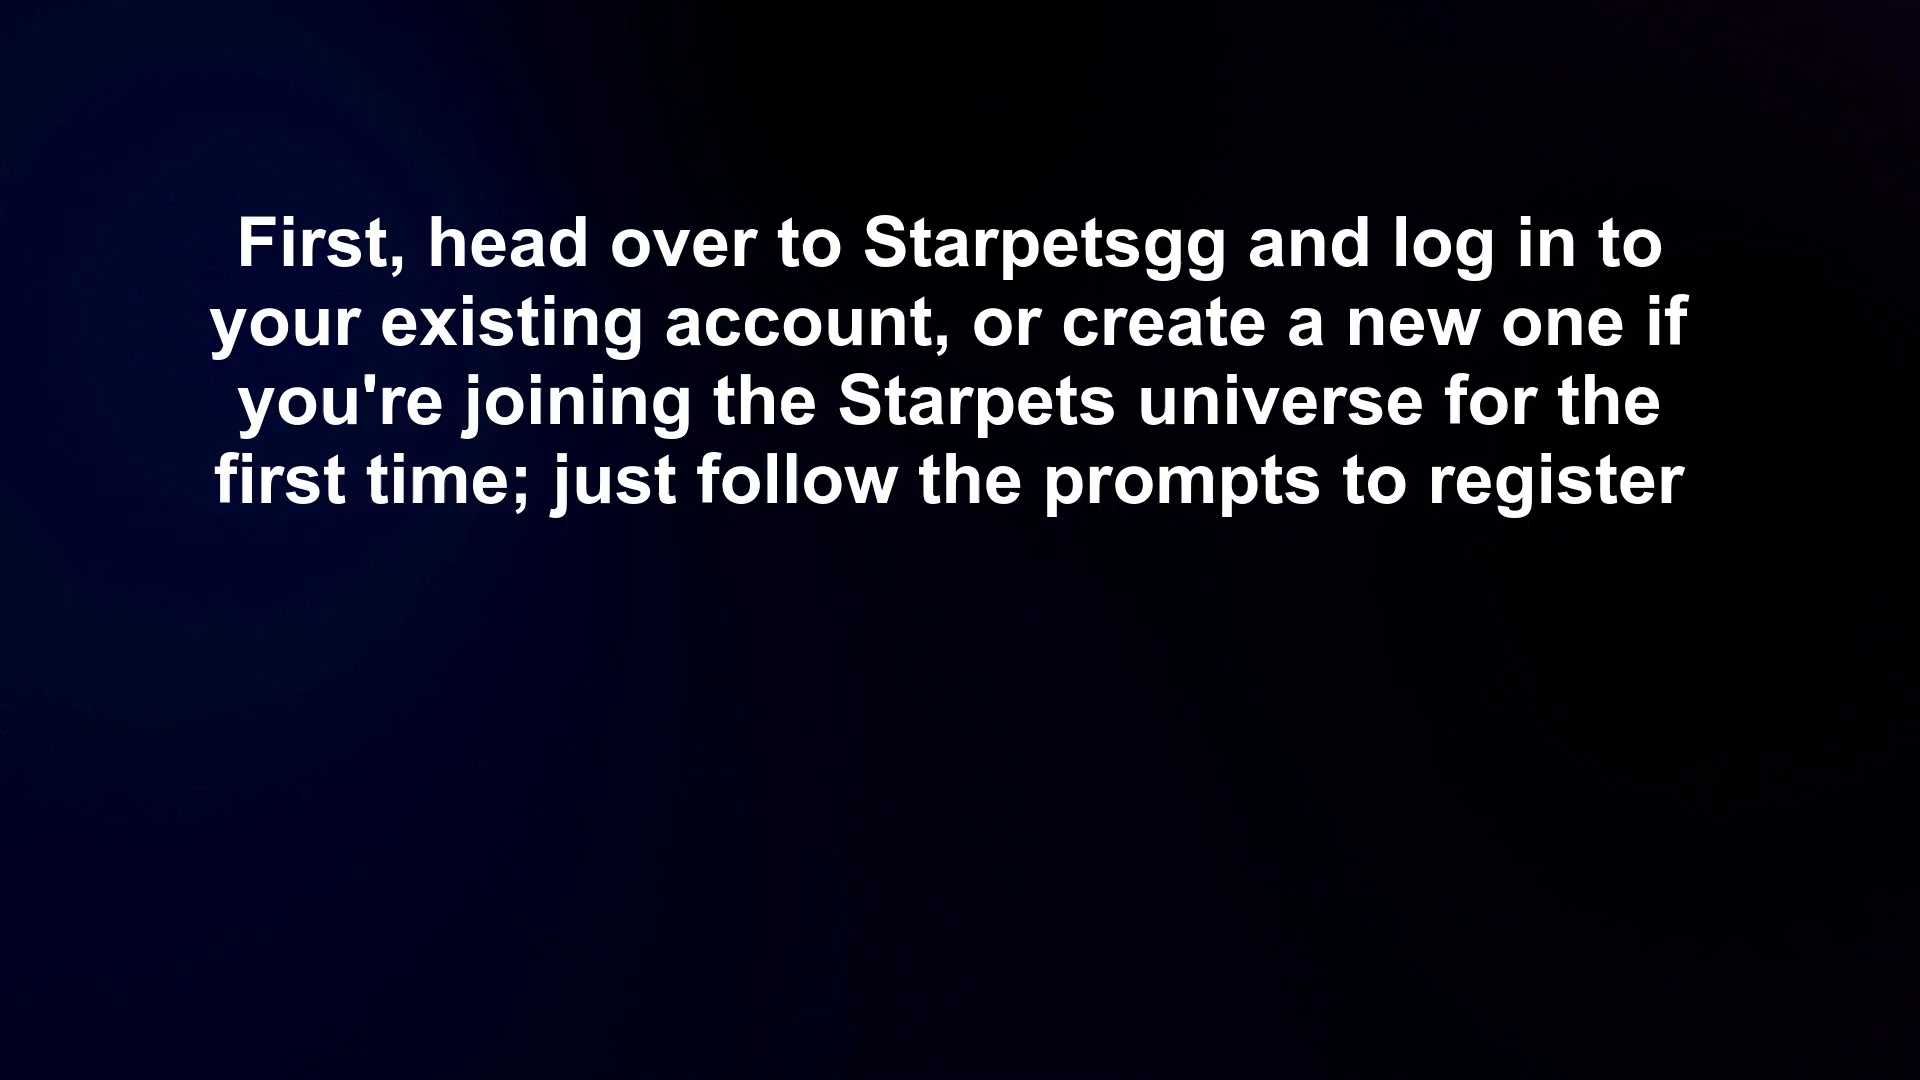 First, head over to Starpetsgg and log in to
your existing account, or create a new one if
you're joining the Starpets universe for the
first time; just follow the prompts to register